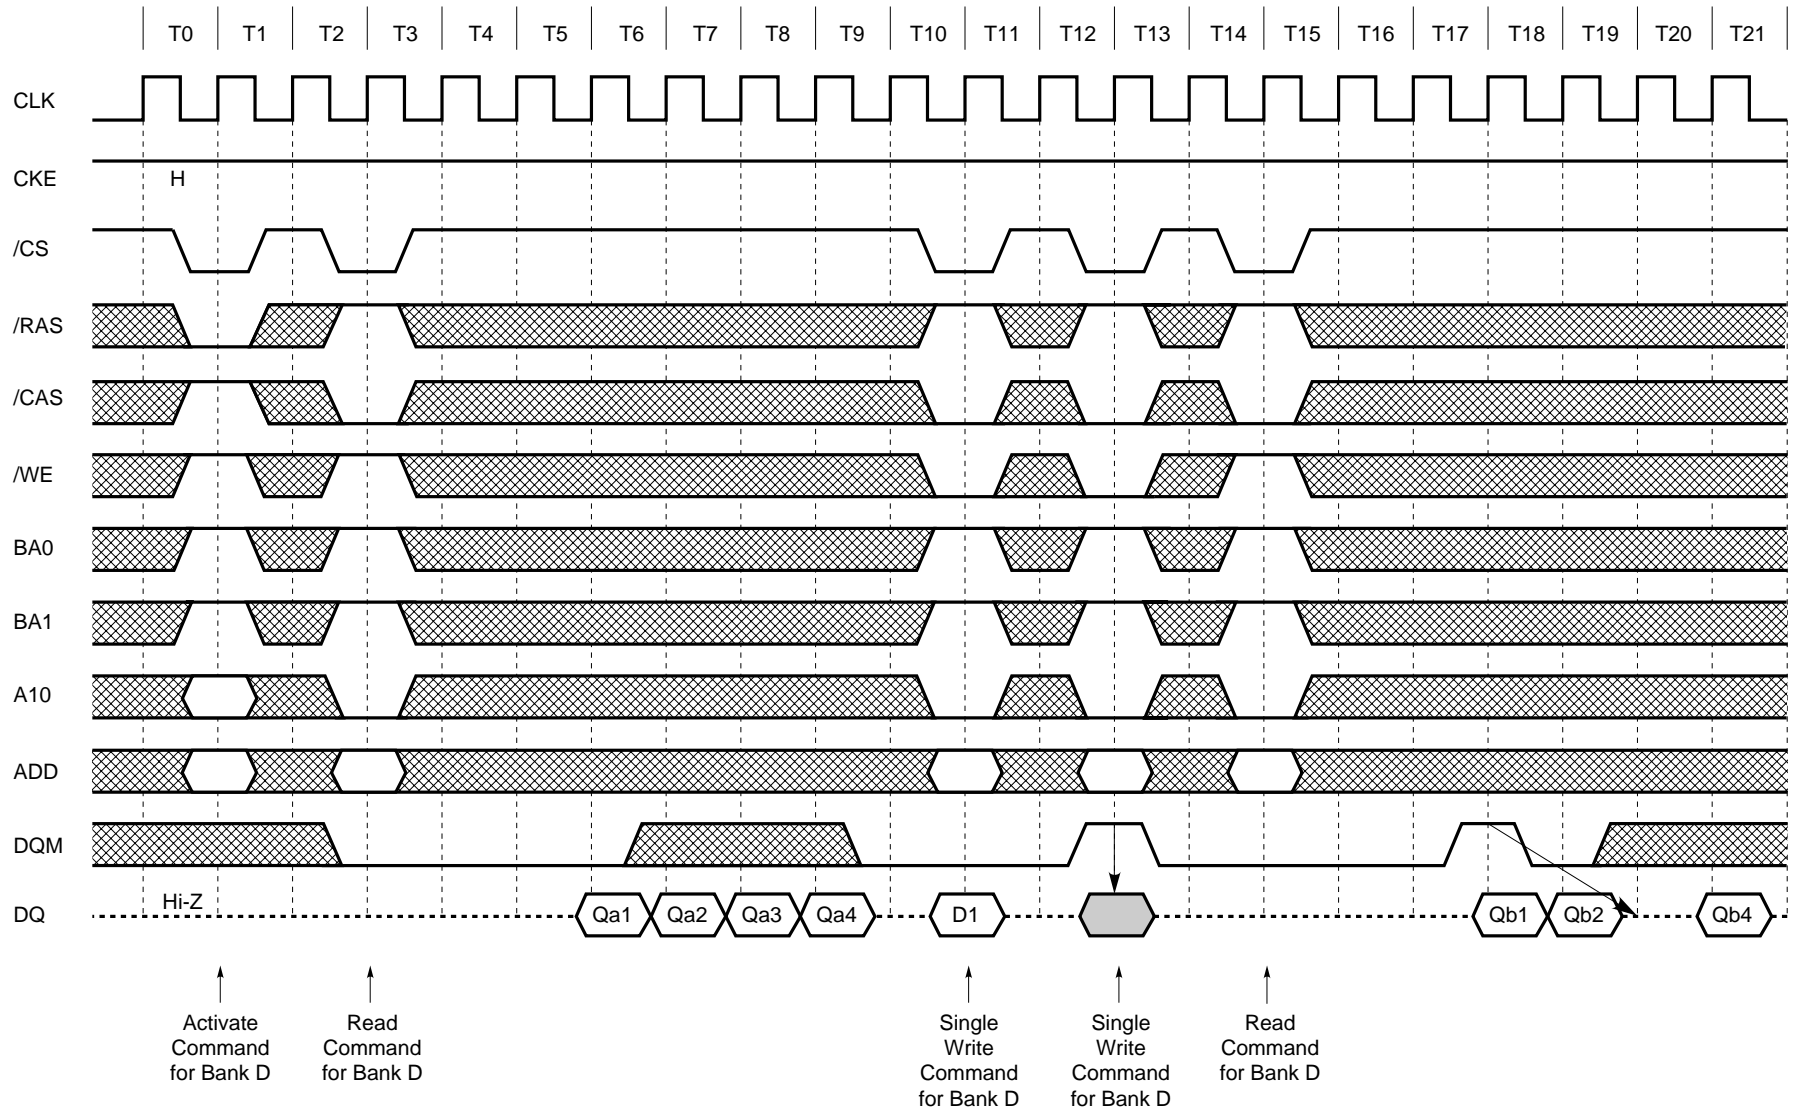 T0 T1 T2 T3 T4 T5 T6 T7 T8 T9 T10 T11 T12 T13 T14 T15 T16 T17 T18 T19 T20 T21
CLK
CKE H
/CS
/RAS
/CAS
/WE
BA0
BA1
A10
ADD
DQM
DQ Hi-Z Qa1 Qa2 Qa3 Qa4 D1 Qb1 Qb2 Qb4
Activate
Command
for Bank D
Read
Command
for Bank D
Single
Write
Command
for Bank D
Single
Write
Command
for Bank D
Read
Command
for Bank D